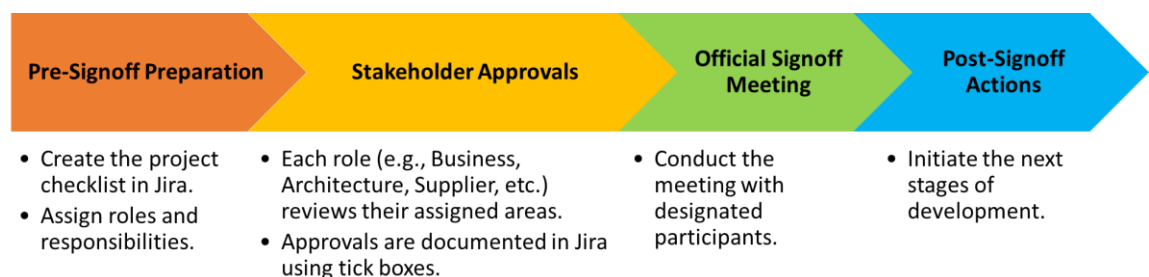 Pre-Signoff Preparation
Stakeholder Approvals
Official Signoff
Meeting
Post-Signoff
Actions
• Create the project
checklist in Jira.
• Assign roles and
responsibilities.
• Each role (e.g., Business,
Architecture, Supplier, etc.)
reviews their assigned areas.
• Approvals are documented in Jira
using tick boxes.
• Conduct the
meeting with
designated
participants.
• Initiate the next
stages of
development.